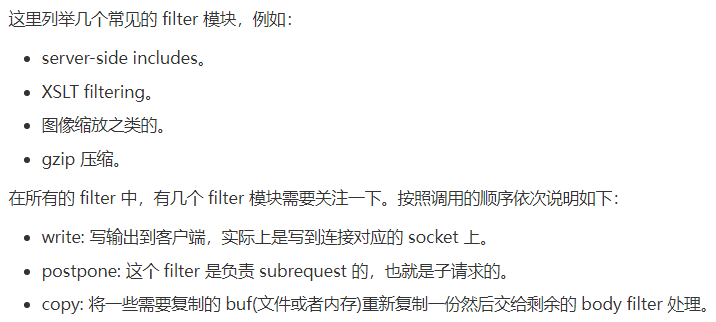 这里列举几个常见的 filter 模块，例如：
server-side includes。
XSLT filtering。
图像缩放之类的。
gzip 压缩。
在所有的 filter 中，有几个 filter 模块需要关注一下。按照调用的顺序依次说明如下：
write: 写输出到客户端，实际上是写到连接对应的 socket 上。
postpone: 这个 filter 是负责 subrequest 的，也就是子请求的。
copy: 将一些需要复制的 buf(文件或者内存)重新复制一份然后交给剩余的 body filter 处理。